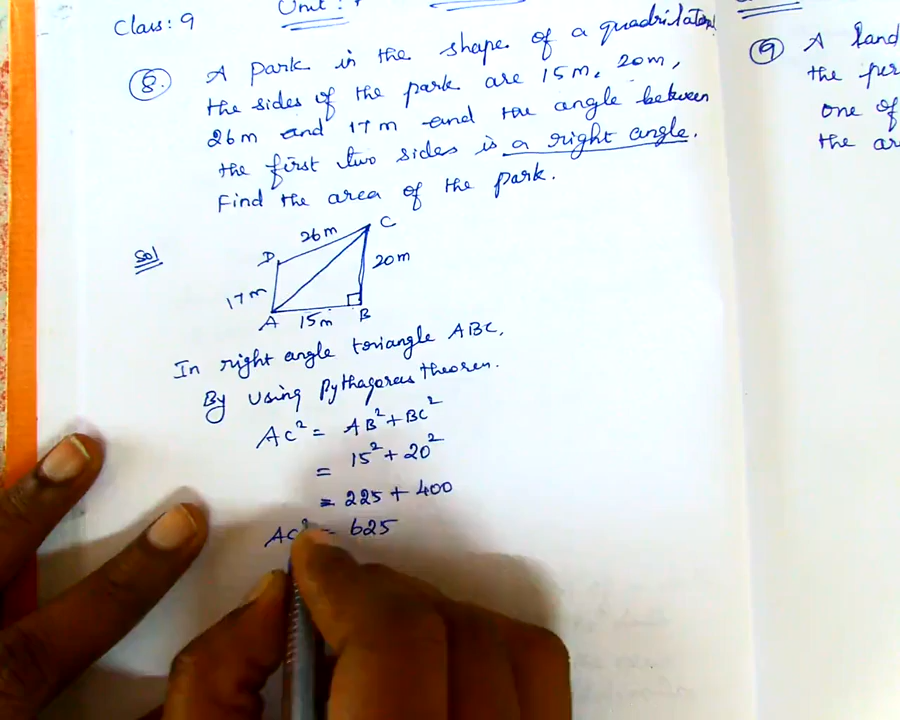 Class: 9
Unit :
8. A park in the shape of a quadrilateral
the sides of the park are 15m, 20m,
26m and 17m and the angle between
the first two sides is a right angle.
Find the area of the park.
Sol
D 26m C
17m 20m
A 15m B
In right angle triangle ABC,
By using Pythagoras theorem.
AC² = AB² + BC²
= 15² + 20²
= 225 + 400
AC² = 625
9 A land
the per
one of
the ar